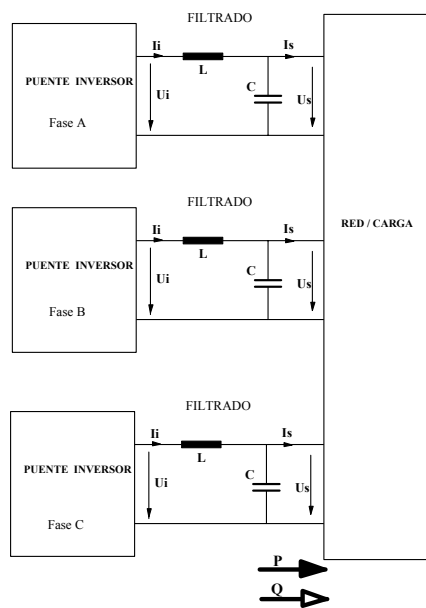 FILTRADO
Ii
Is
PUENTE INVERSOR
L
C
Ui
Us
Fase A
FILTRADO
Ii
Is
RED / CARGA
PUENTE INVERSOR
L
C
Ui
Us
Fase B
FILTRADO
Ii
Is
PUENTE INVERSOR
L
C
Ui
Us
Fase C
P
Q